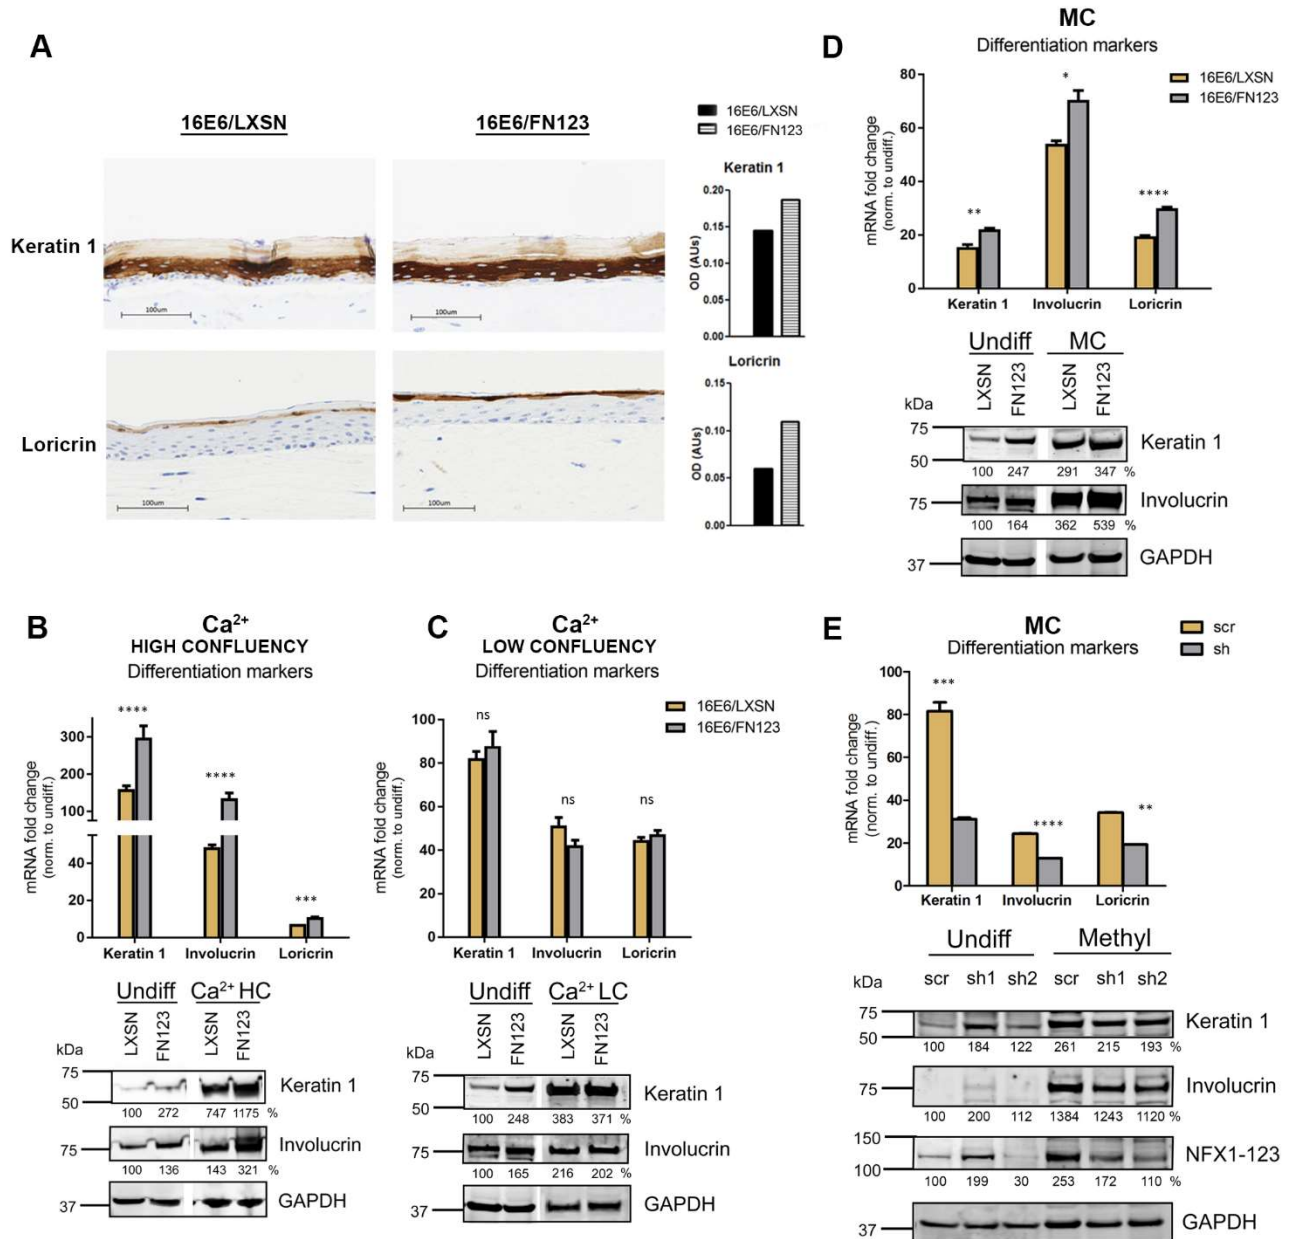 A
16E6/LXSN
16E6/FN123
16E6/LXSN
16E6/FN123
Keratin 1
100um
100um
Keratin 1
0.20
0.15
0.10
0.05
0.00
OD (AUs)
Loricrin
100um
100um
Loricrin
0.15
0.10
0.05
0.00
OD (AUs)
D
MC
Differentiation markers
16E6/LXSN
16E6/FN123
mRNA fold change
(norm. to undiff.)
80
60
40
20
0
**
*
****
Keratin 1 Involucrin Loricrin
Undiff MC
LXSN FN123 LXSN FN123
kDa
75
50
Keratin 1
100 247 291 347 %
75
Involucrin
100 164 362 539 %
37
GAPDH
B
Ca2+
HIGH CONFLUENCY
Differentiation markers
mRNA fold change
(norm. to undiff.)
300
200
100
40
20
0
****
****
***
Keratin 1 Involucrin Loricrin
Undiff Ca2+ HC
LXSN FN123 LXSN FN123
kDa
75
50
Keratin 1
100 272 747 1175 %
75
Involucrin
100 136 143 321 %
37
GAPDH
C
Ca2+
LOW CONFLUENCY
Differentiation markers
16E6/LXSN
16E6/FN123
mRNA fold change
(norm. to undiff.)
100
80
60
40
20
0
ns
ns
ns
Keratin 1 Involucrin Loricrin
Undiff Ca2+ LC
LXSN FN123 LXSN FN123
kDa
75
50
Keratin 1
100 248 383 371 %
75
Involucrin
100 165 216 202 %
37
GAPDH
E
MC
Differentiation markers
scr
sh
mRNA fold change
(norm. to undiff.)
100
80
60
40
20
0
***
****
**
Keratin 1 Involucrin Loricrin
Undiff Methyl
kDa scr sh1 sh2 scr sh1 sh2
75
50
Keratin 1
100 184 122 261 215 193 %
75
Involucrin
100 200 112 1384 1243 1120 %
150
100
NFX1-123
100 199 30 253 172 110 %
37
GAPDH